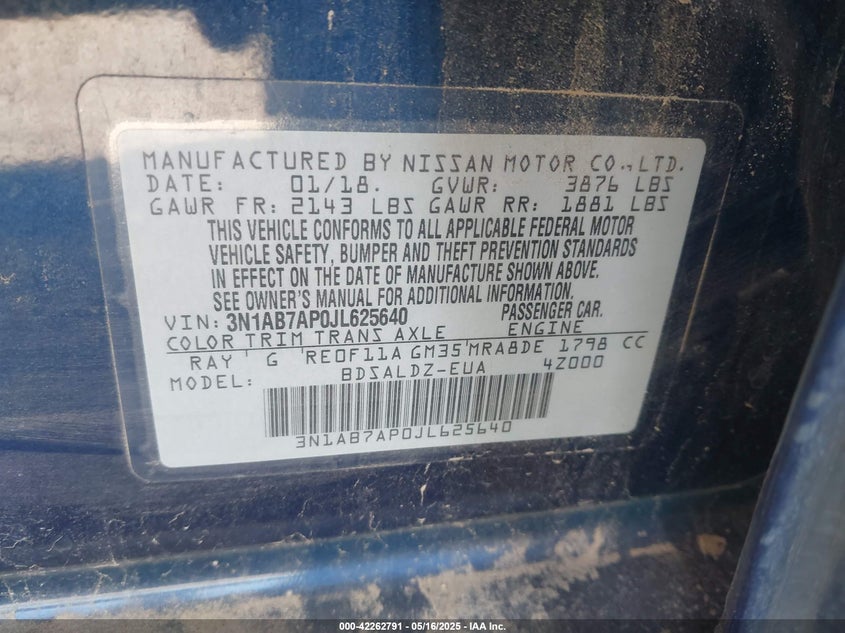 MANUFACTURED BY NISSAN MOTOR CO.,LTD.
DATE: 01/18. GVWR: 3876 LBS
GAWR FR: 2143 LBS GAWR RR: 1881 LBS
THIS VEHICLE CONFORMS TO ALL APPLICABLE FEDERAL MOTOR
VEHICLE SAFETY, BUMPER AND THEFT PREVENTION STANDARDS
IN EFFECT ON THE DATE OF MANUFACTURE SHOWN ABOVE.
SEE OWNER'S MANUAL FOR ADDITIONAL INFORMATION.
VIN: 3N1AB7AP0JL625640 PASSENGER CAR.
COLOR TRIM TRANS AXLE ENGINE
RAY ' G 'RE0F11A GM35'MRA8DE 1798 CC
MODEL: BDSALDZ-EUA 4Z000
3N1AB7AP0JL625640
000-42262791 - 05/16/2025 - IAA Inc.